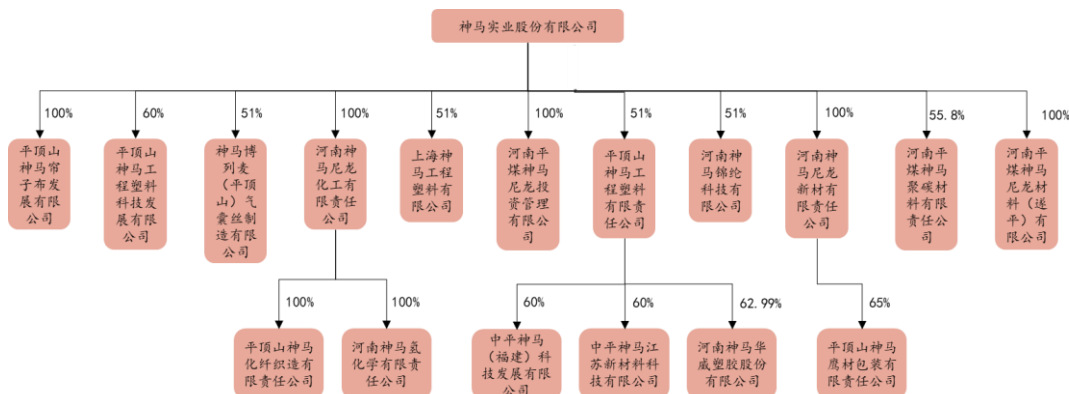 神马实业股份有限公司
100%
60%
51%
100%
51%
100%
51%
51%
100%
55.8%
100%
平顶山
神马帘
子布发
展有限
公司
平顶山
神马工
程塑料
科技发
展有限
公司
神马博
列麦
（平顶
山）气
囊丝制
造有限
公司
河南神
马尼龙
化工有
限责任
公司
上海神
马工程
塑料有
限公司
河南平
煤神马
尼龙投
资管理
有限公
司
平顶山
神马工
程塑料
有限责
任公司
河南神
马锦纶
科技有
限公司
河南神
马尼龙
新材有
限责任
公司
河南平
煤神马
聚碳材
料有限
责任公
司
河南平
煤神马
尼龙材
料（遂
平）有
限公司
100%
100%
60%
60%
62.99%
65%
平顶山神马
化纤织造有限
责任公司
河南神马氢
化学有限责
任公司
中平神马
（福建）科
技发展有限
公司
中平神马江
苏新材料科
技有限公司
河南神马华
威塑胶股份
有限公司
平顶山神马
鹰材包装有
限责任公司